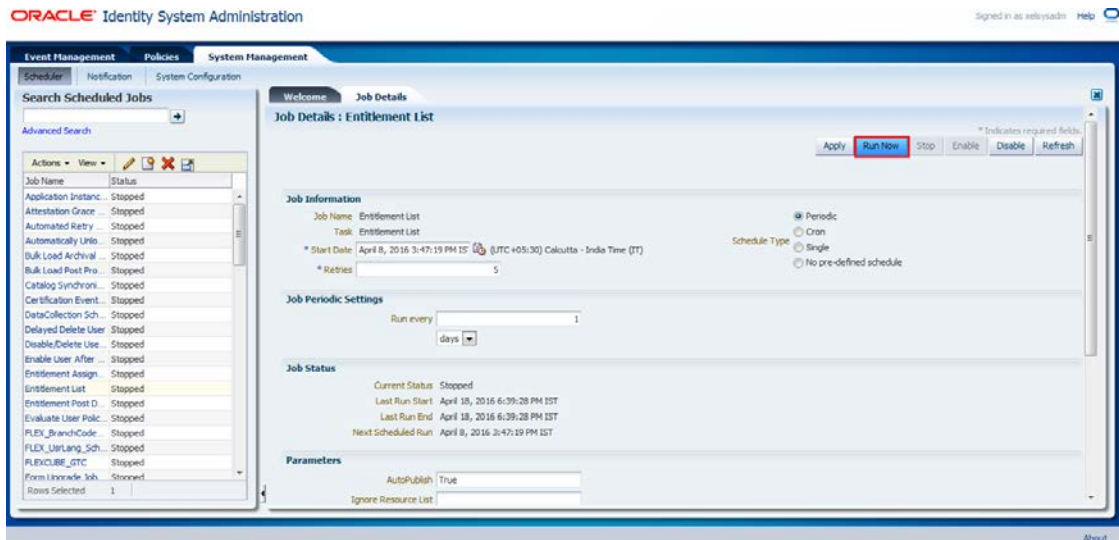 ORACLE' Identity System Administration
Signed in as xelsysadm Help
Event Management Policies System Management
Scheduler Notification System Configuration
Search Scheduled Jobs
Advanced Search
Actions View
Job Name Status
Application Instanc... Stopped
Attestation Grace ... Stopped
Automated Retry ... Stopped
Automatically Unlo... Stopped
Bulk Load Archival ... Stopped
Bulk Load Post Pro... Stopped
Catalog Synchroni... Stopped
Certification Event... Stopped
DataCollection Sch... Stopped
Delayed Delete User Stopped
Disable/Delete Use... Stopped
Enable User After ... Stopped
Entitlement Assign... Stopped
Entitlement List Stopped
Entitlement Post D... Stopped
Evaluate User Polic... Stopped
FLEX_BranchCode... Stopped
FLEX_UsrLang_Sch... Stopped
FLEXCUBE_GTC Stopped
Form Upgrade Job Stopped
Rows Selected 1
Welcome Job Details
Job Details : Entitlement List
* Indicates required fields.
Apply Run Now Stop Enable Disable Refresh
Job Information
Job Name Entitlement List
Task Entitlement List
* Start Date April 8, 2016 3:47:19 PM IS (UTC+05:30) Calcutta - India Time (IT)
* Retries 5
Schedule Type
Periodic
Cron
Single
No pre-defined schedule
Job Periodic Settings
Run every 1
days
Job Status
Current Status Stopped
Last Run Start April 18, 2016 6:39:28 PM IST
Last Run End April 18, 2016 6:39:28 PM IST
Next Scheduled Run April 8, 2016 3:47:19 PM IST
Parameters
AutoPublish True
Ignore Resource List
About